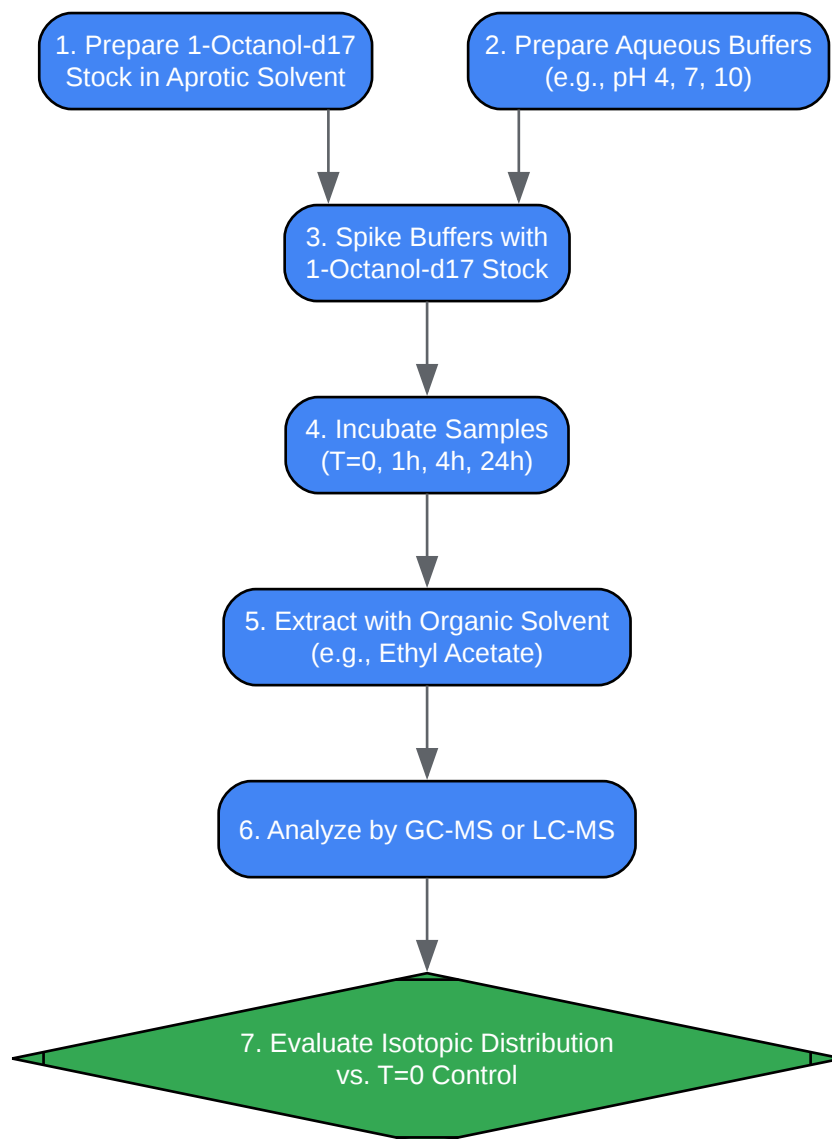 1. Prepare 1-Octanol-d17
Stock in Aprotic Solvent
2. Prepare Aqueous Buffers
(e.g., pH 4, 7, 10)
3. Spike Buffers with
1-Octanol-d17 Stock
4. Incubate Samples
(T=0, 1h, 4h, 24h)
5. Extract with Organic Solvent
(e.g., Ethyl Acetate)
6. Analyze by GC-MS or LC-MS
7. Evaluate Isotopic Distribution
vs. T=0 Control